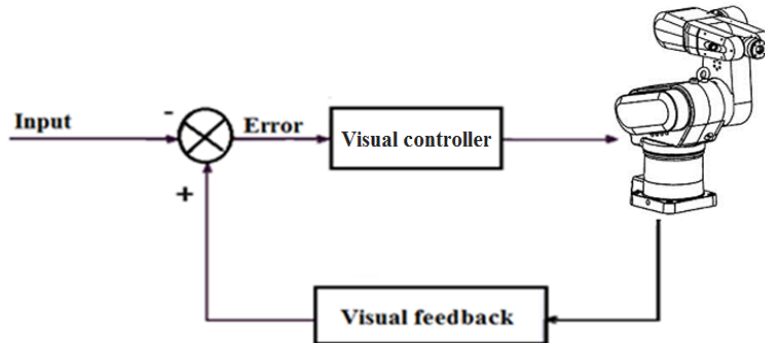 -
Input
Error
Visual controller
+
Visual feedback